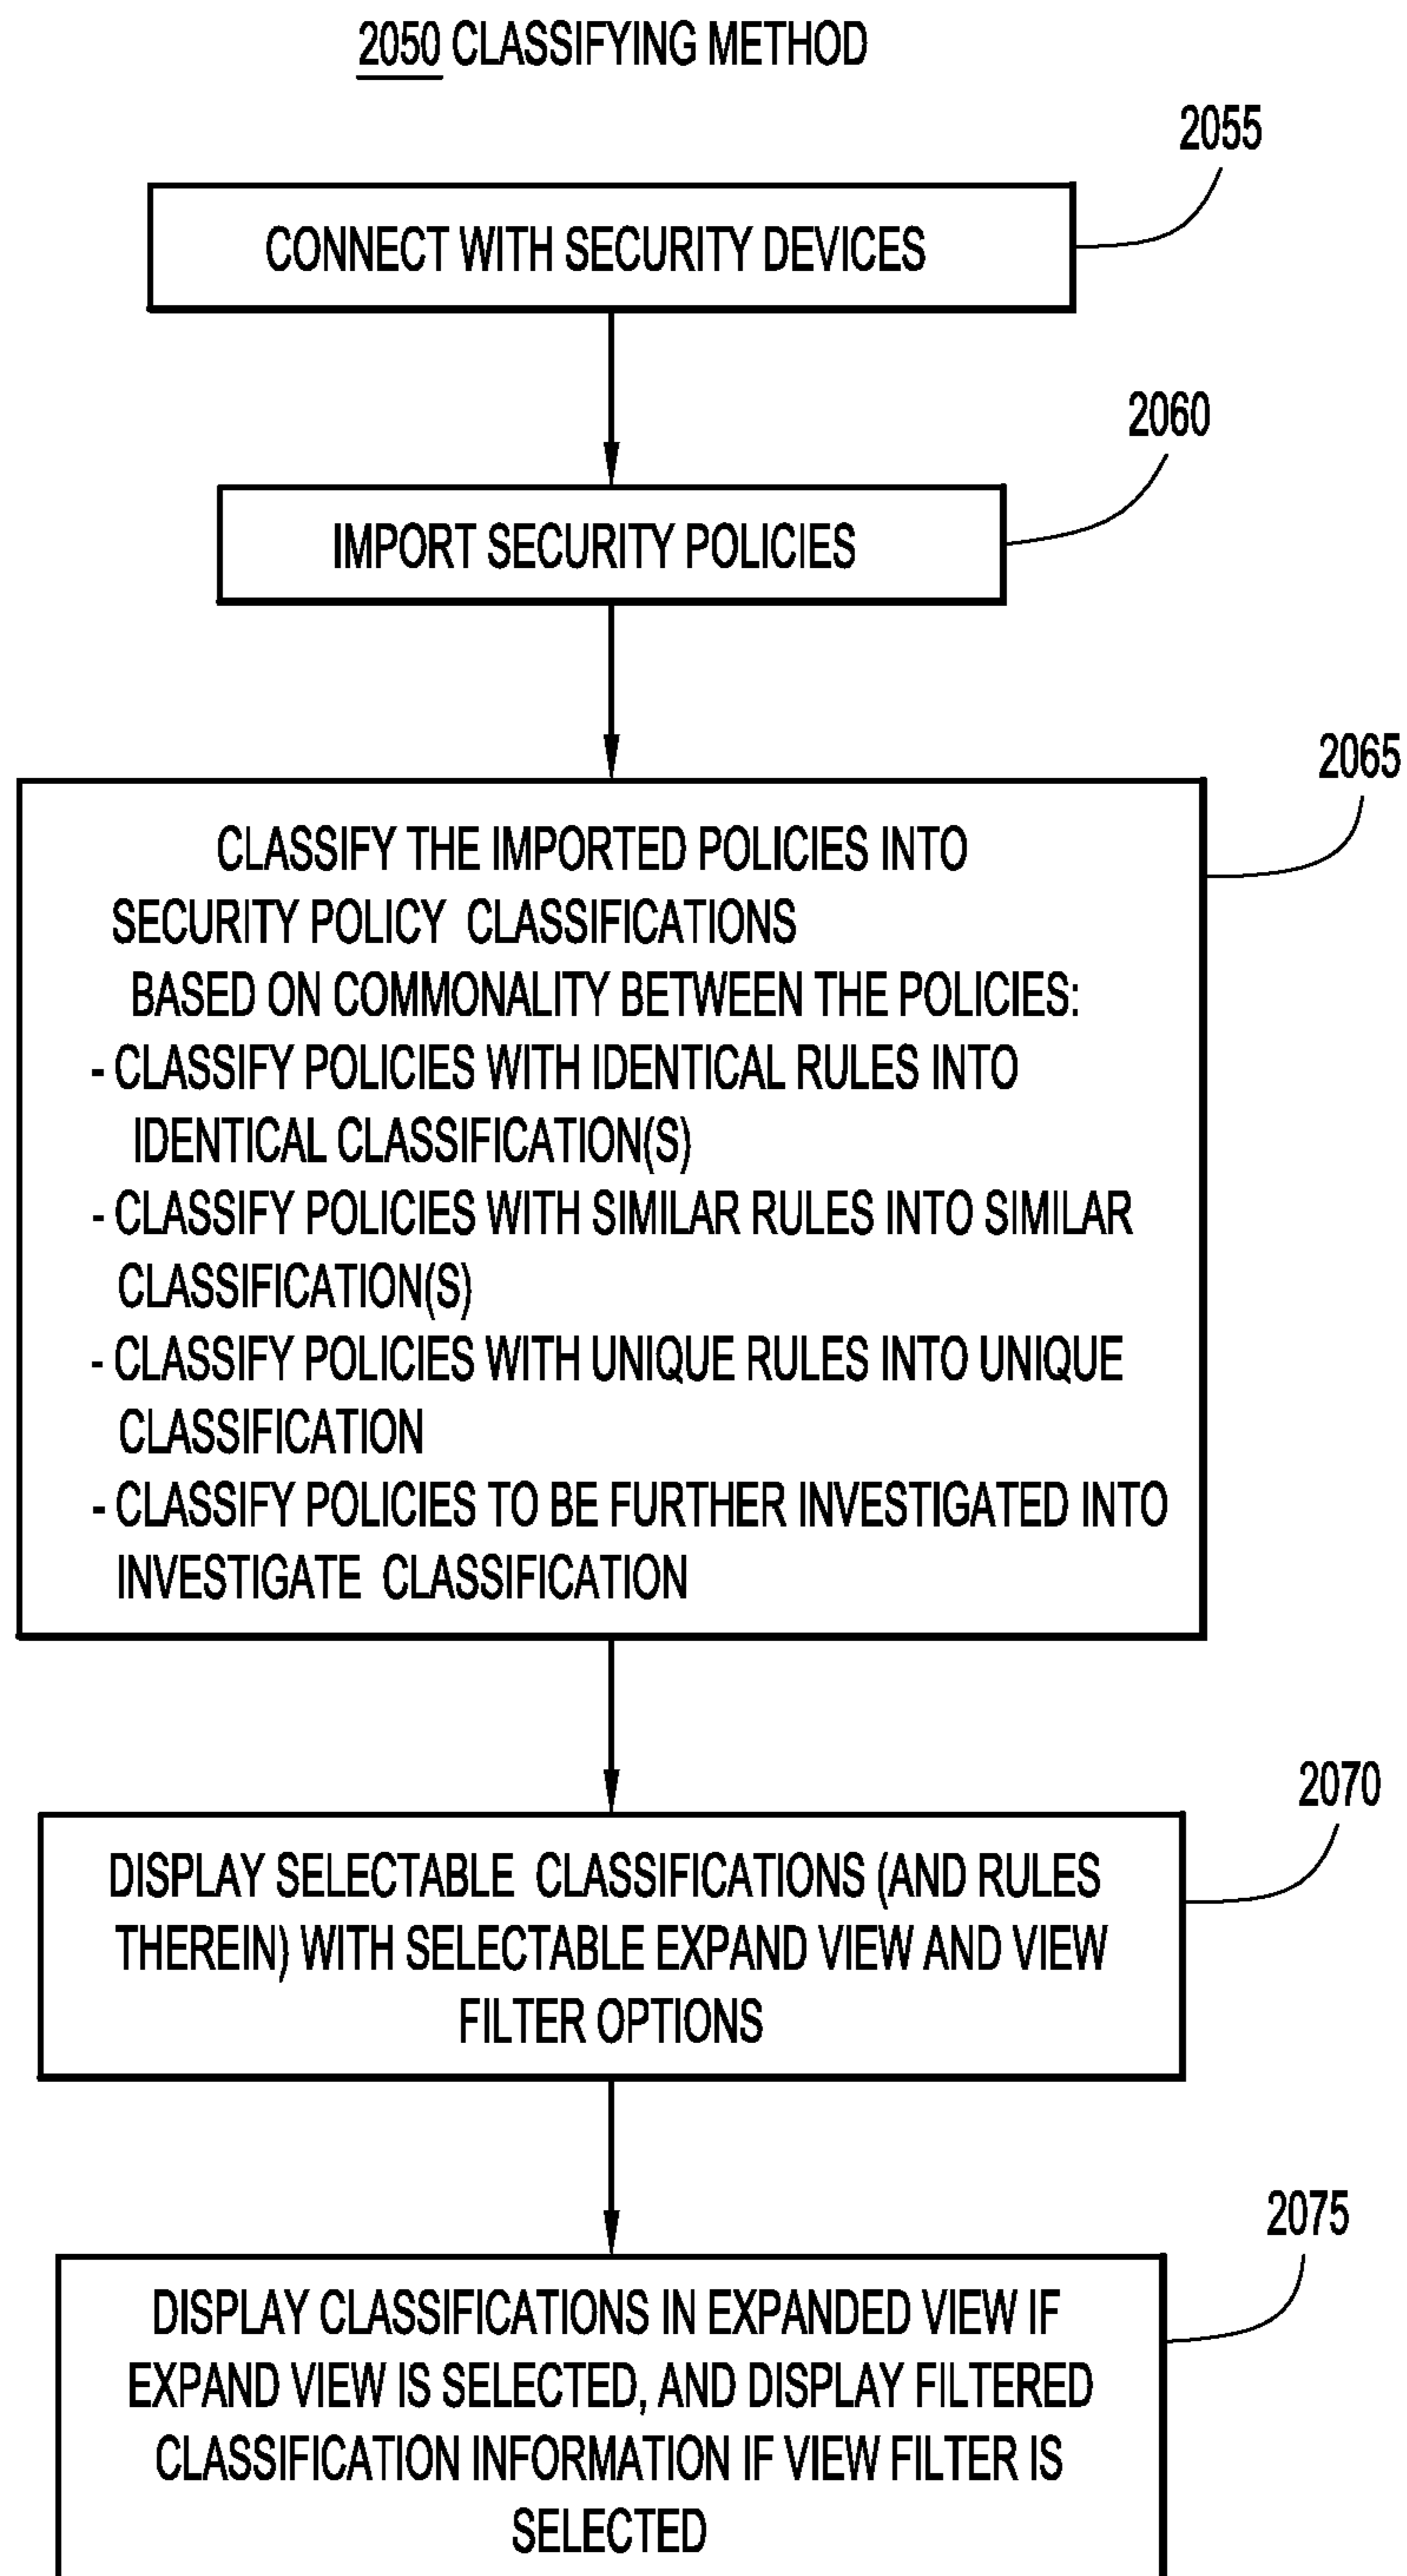 2050 CLASSIFYING METHOD
2055
CONNECT WITH SECURITY DEVICES
2060
IMPORT SECURITY POLICIES
2065
CLASSIFY THE IMPORTED POLICIES INTO
SECURITY POLICY CLASSIFICATIONS
BASED ON COMMONALITY BETWEEN THE POLICIES:
- CLASSIFY POLICIES WITH IDENTICAL RULES INTO
IDENTICAL CLASSIFICATION(S)
- CLASSIFY POLICIES WITH SIMILAR RULES INTO SIMILAR
CLASSIFICATION(S)
- CLASSIFY POLICIES WITH UNIQUE RULES INTO UNIQUE
CLASSIFICATION
- CLASSIFY POLICIES TO BE FURTHER INVESTIGATED INTO
INVESTIGATE CLASSIFICATION
2070
DISPLAY SELECTABLE CLASSIFICATIONS (AND RULES
THEREIN) WITH SELECTABLE EXPAND VIEW AND VIEW
FILTER OPTIONS
2075
DISPLAY CLASSIFICATIONS IN EXPANDED VIEW IF
EXPAND VIEW IS SELECTED, AND DISPLAY FILTERED
CLASSIFICATION INFORMATION IF VIEW FILTER IS
SELECTED